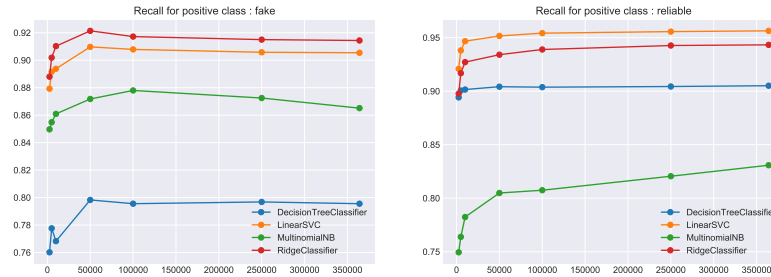 Recall for positive class : fake
0.92
0.90
0.88
0.86
0.84
0.82
0.80
0.78
0.76
0 50000 100000 150000 200000 250000 300000 350000
DecisionTreeClassifier
LinearSVC
MultinomialNB
RidgeClassifier
Recall for positive class : reliable
0.95
0.90
0.85
0.80
0.75
0 50000 100000 150000 200000 250000 300000 350000
DecisionTreeClassifie
LinearSVC
MultinomialNB
RidgeClassifier